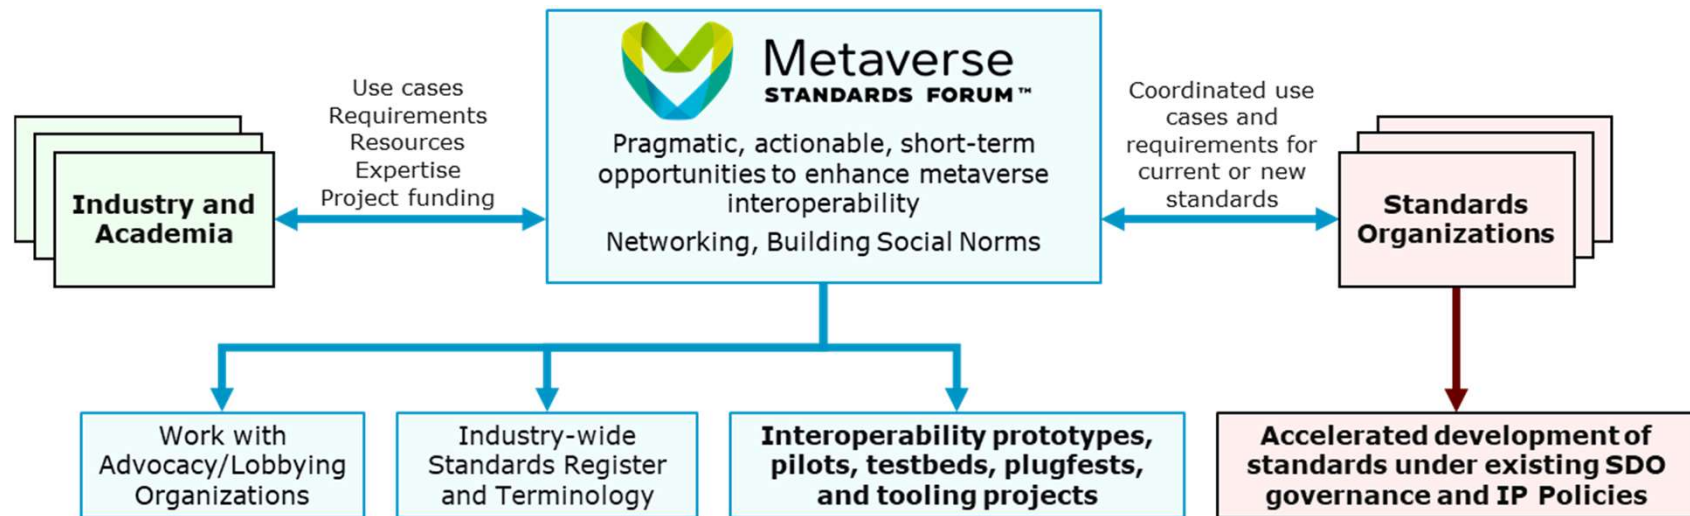 Metaverse
STANDARDS FORUM™
Pragmatic, actionable, short-term
opportunities to enhance metaverse
interoperability
Networking, Building Social Norms
Use cases
Requirements
Resources
Expertise
Project funding
Industry and
Academia
Coordinated use
cases and
requirements for
current or new
standards
Standards
Organizations
Work with
Advocacy/Lobbying
Organizations
Industry-wide
Standards Register
and Terminology
Interoperability prototypes,
pilots, testbeds, plugfests,
and tooling projects
Accelerated development of
standards under existing SDO
governance and IP Policies